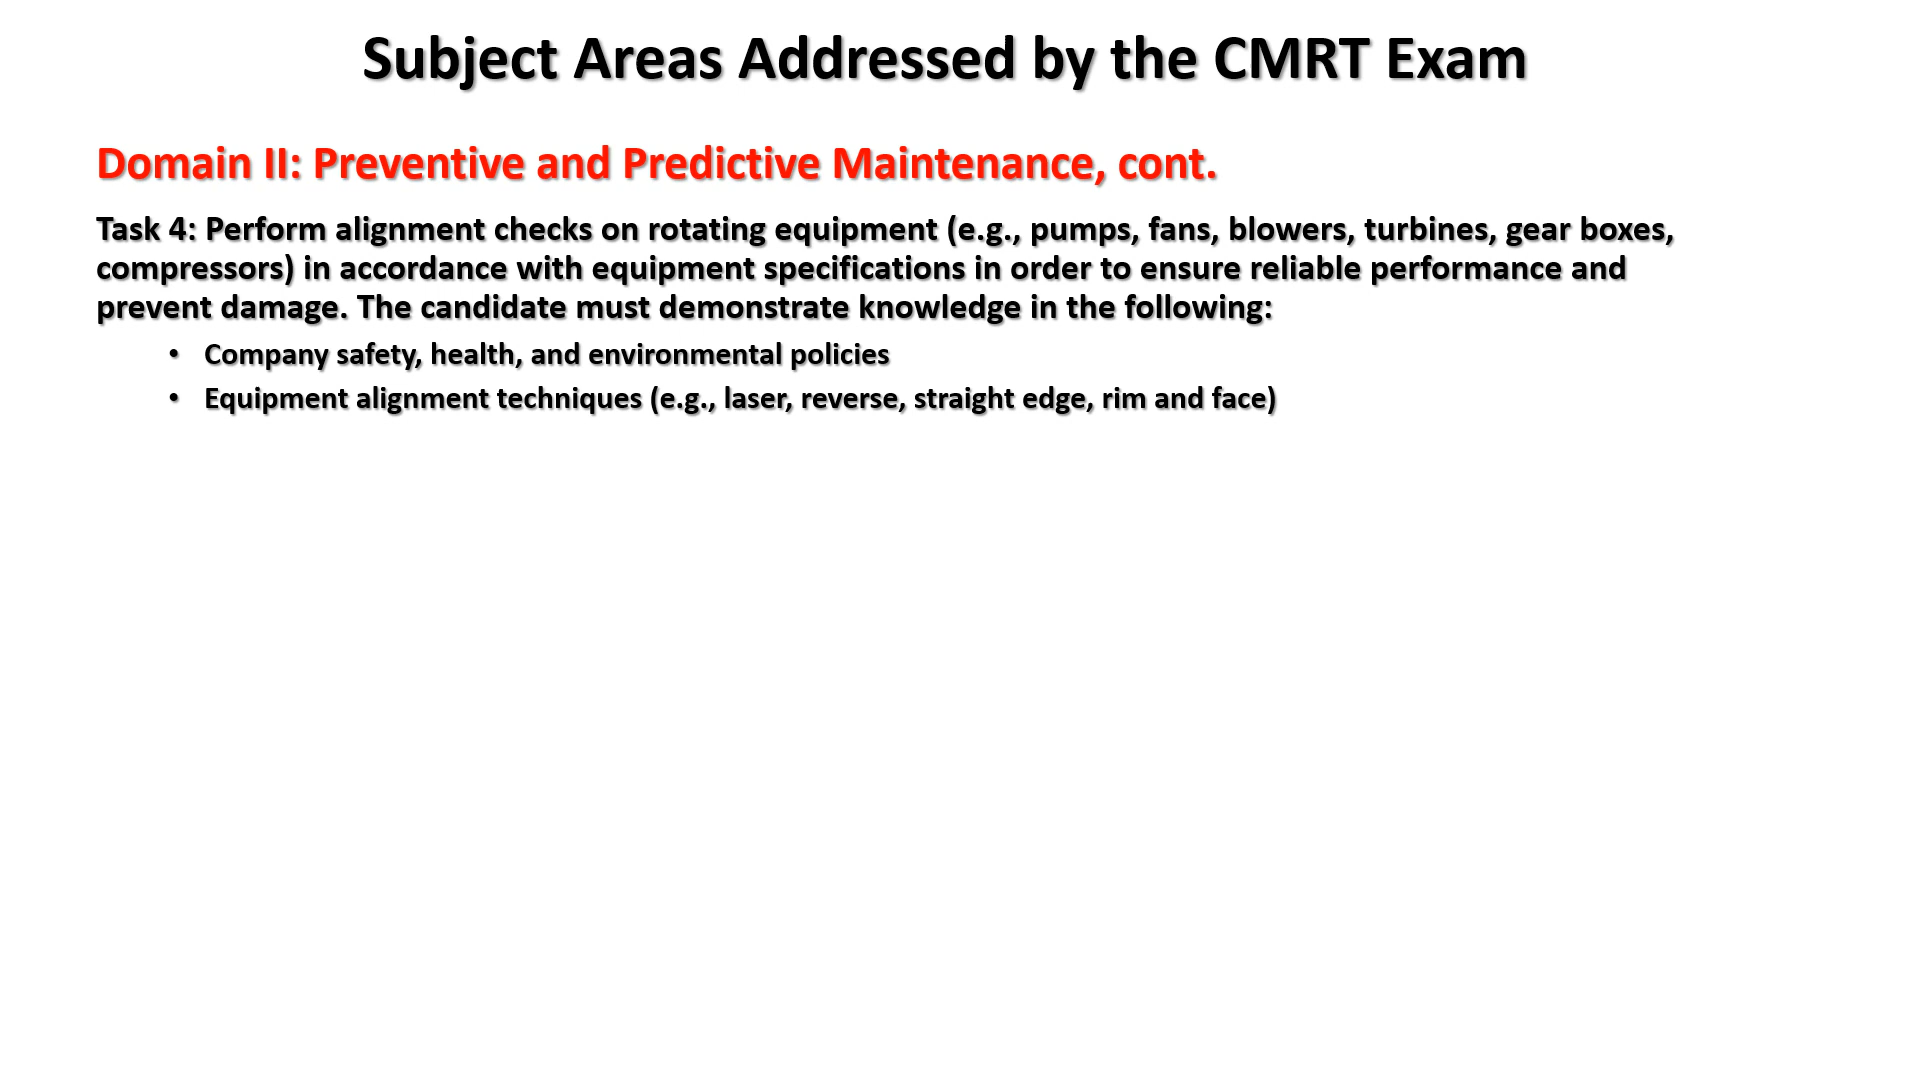 Subject Areas Addressed by the CMRT Exam
Domain II: Preventive and Predictive Maintenance, cont.
Task 4: Perform alignment checks on rotating equipment (e.g., pumps, fans, blowers, turbines, gear boxes,
compressors) in accordance with equipment specifications in order to ensure reliable performance and
prevent damage. The candidate must demonstrate knowledge in the following:
• Company safety, health, and environmental policies
• Equipment alignment techniques (e.g., laser, reverse, straight edge, rim and face)